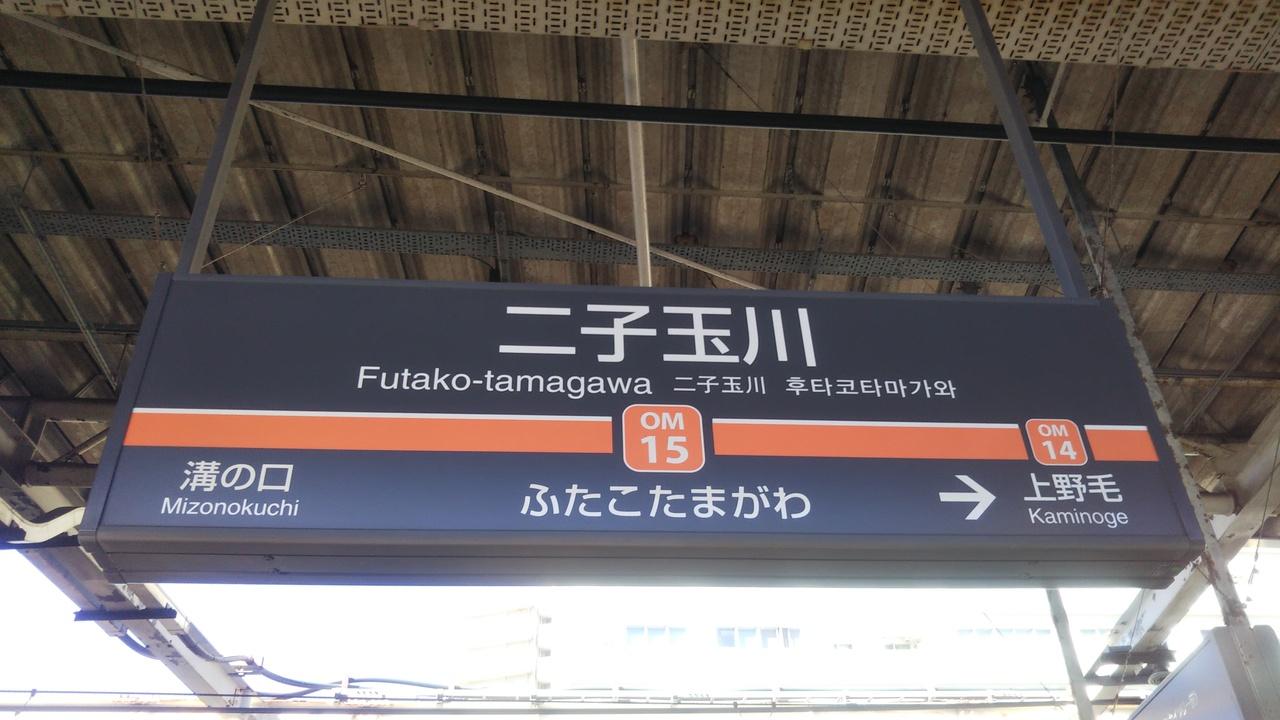 二子玉川
Futako-tamagawa 二子玉川 후타코타마가와
OM
15
OM
14
溝の口
Mizonokuchi
ふたこたまがわ
→ 上野毛
Kaminoge